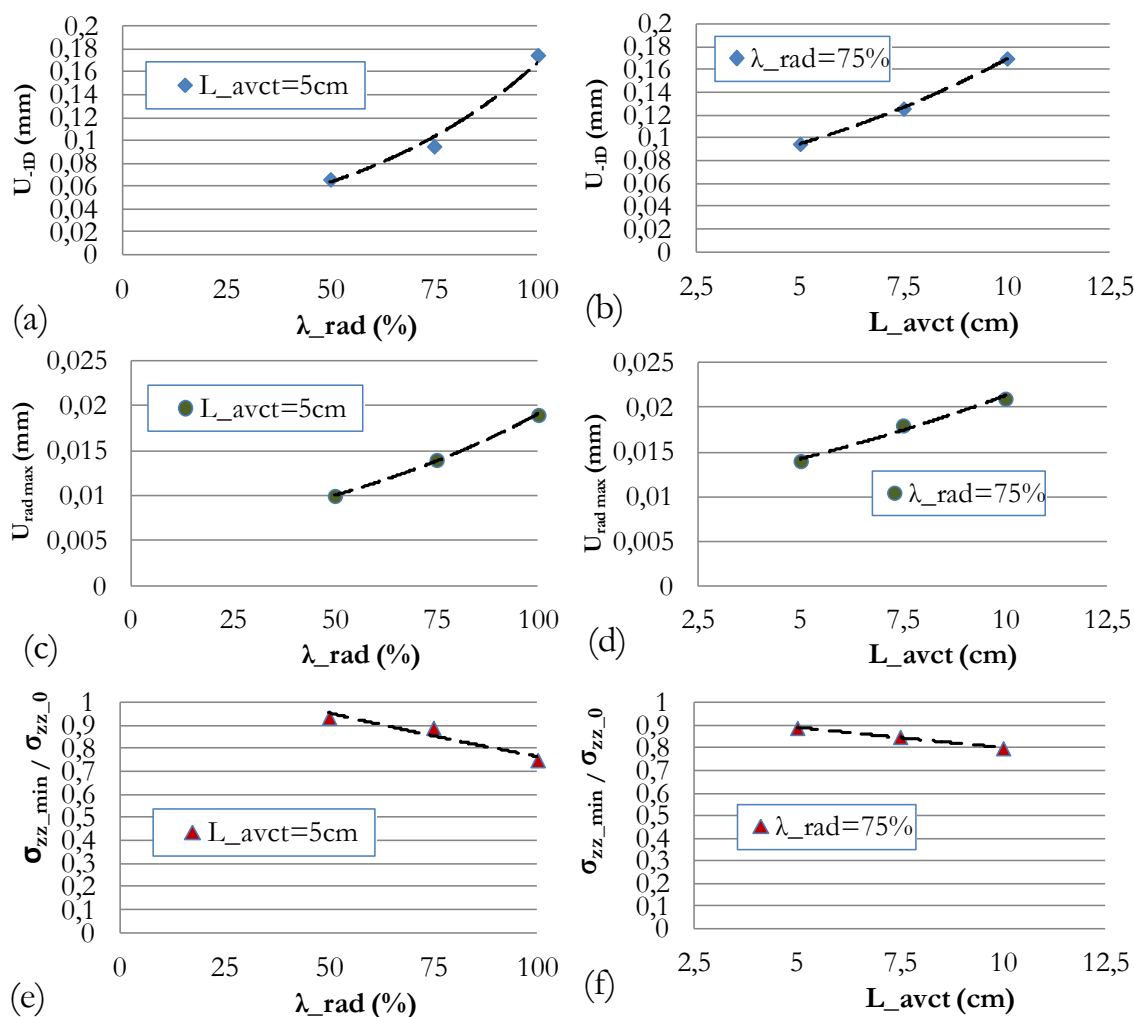 0,2
0,18
0,16
0,14
0,12
0,1
0,08
0,06
0,04
0,02
0
U-1D (mm)
L_avct=5cm
0 50 75 100
λ_rad (%)
(a)
0,2
0,18
0,16
0,14
0,12
0,1
0,08
0,06
0,04
0,02
0
U-1D (mm)
λ_rad=75%
2,5 5 7,5 10 12,5
L_avct (cm)
(b)
0,025
0,02
0,015
0,01
0,005
0
Urad max (mm)
L_avct=5cm
0 50 75 100
λ_rad (%)
(c)
0,025
0,02
0,015
0,01
0,005
0
Urad max (mm)
λ_rad=75%
2,5 5 7,5 10 12,5
L_avct (cm)
(d)
1
0,9
0,8
0,7
0,6
0,5
0,4
0,3
0,2
0,1
0
σzz_min / σzz_0
L_avct=5cm
0 50 75 100
λ_rad (%)
(e)
1
0,9
0,8
0,7
0,6
0,5
0,4
0,3
0,2
0,1
0
σzz_min / σzz_0
λ_rad=75%
2,5 5 7,5 10 12,5
L_avct (cm)
(f)